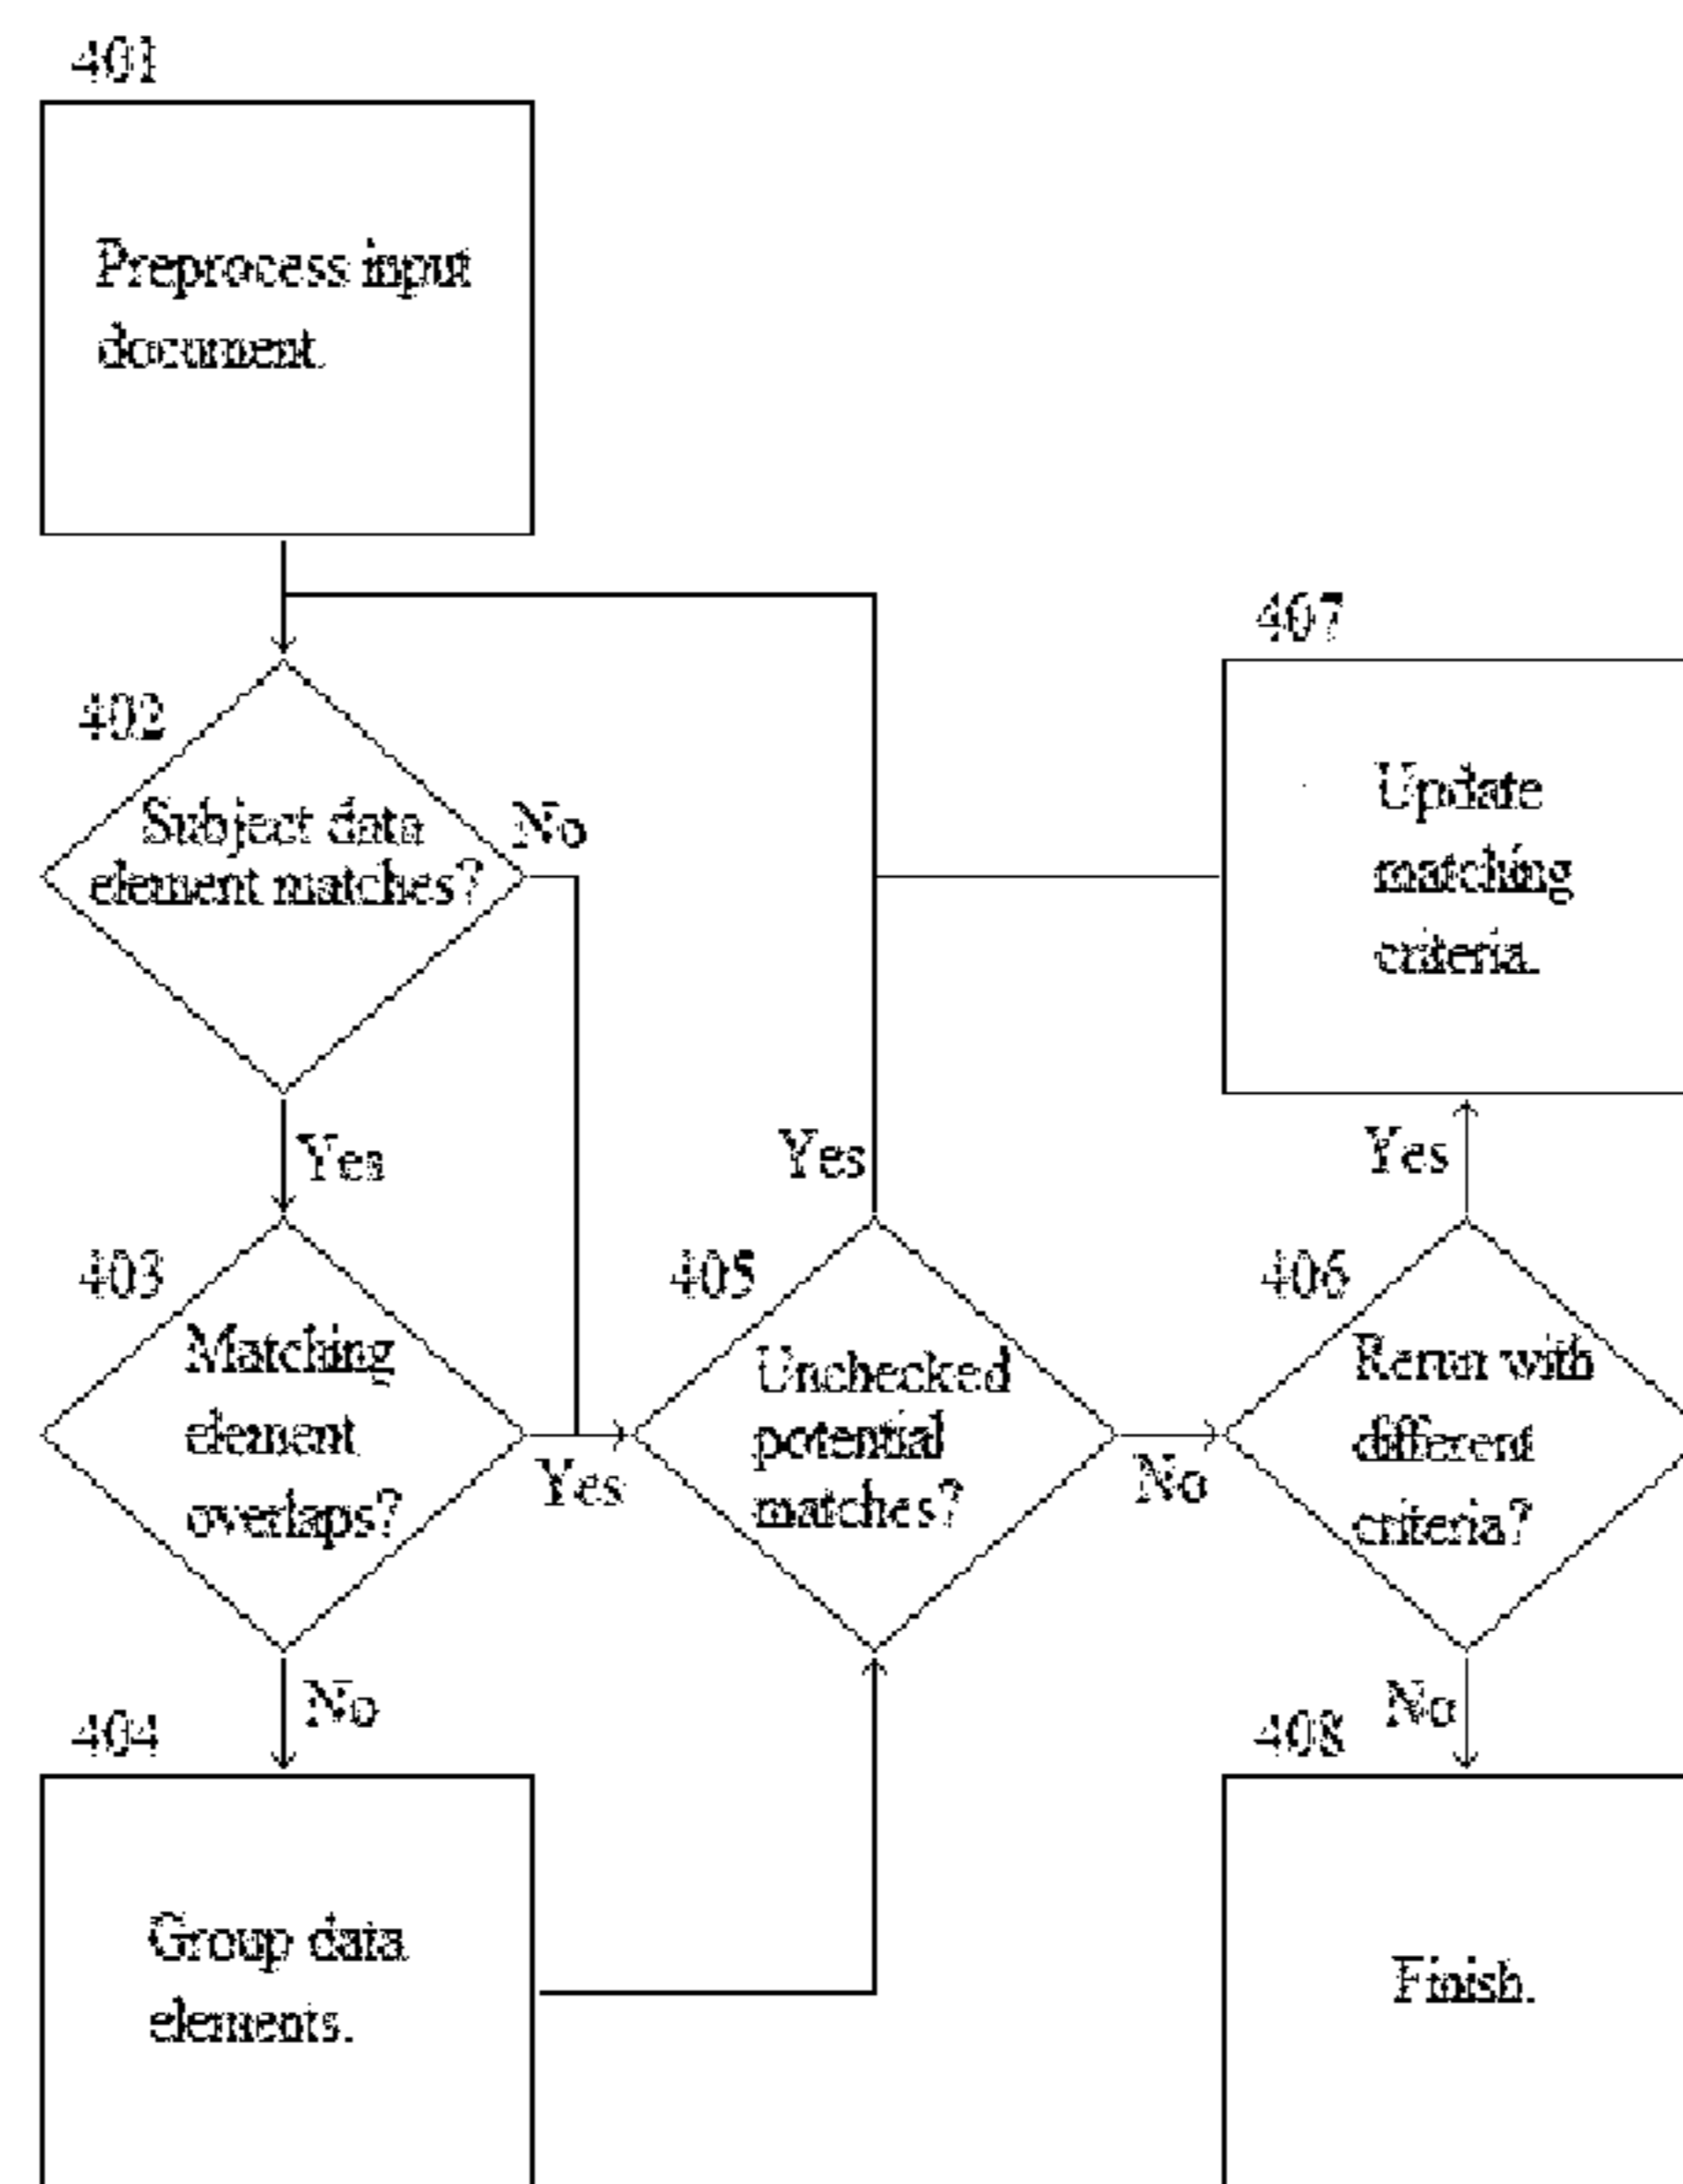 401
Preprocess input
document.
402
Subject data
element matches?
No
Yes
403
Matching
element
overlaps?
Yes
No
404
Group data
elements.
405
Unchecked
potential
matches?
Yes
No
406
Rerun with
different
criteria?
Yes
No
407
Update
matching
criteria.
408
Finish.